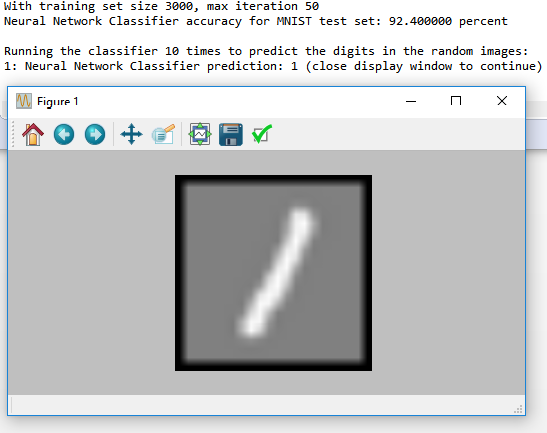 With training set size 3000, max iteration 50
Neural Network Classifier accuracy for MNIST test set: 92.400000 percent
Running the classifier 10 times to predict the digits in the random images:
1: Neural Network Classifier prediction: 1 (close display window to continue)
Figure 1